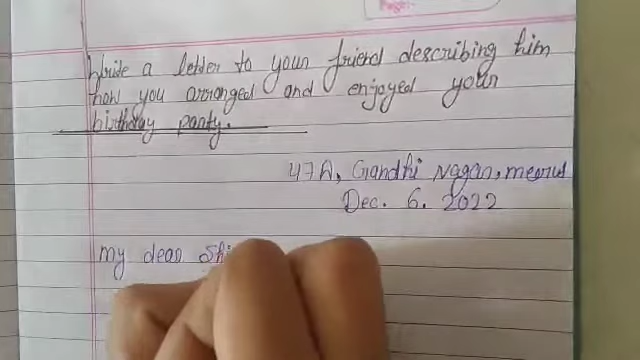 Page:
Write a letter to your friend describing him
how you arranged and enjoyed your
birthday party.
47A, Gandhi Nagar, meerut
Dec. 6. 2022
my dear